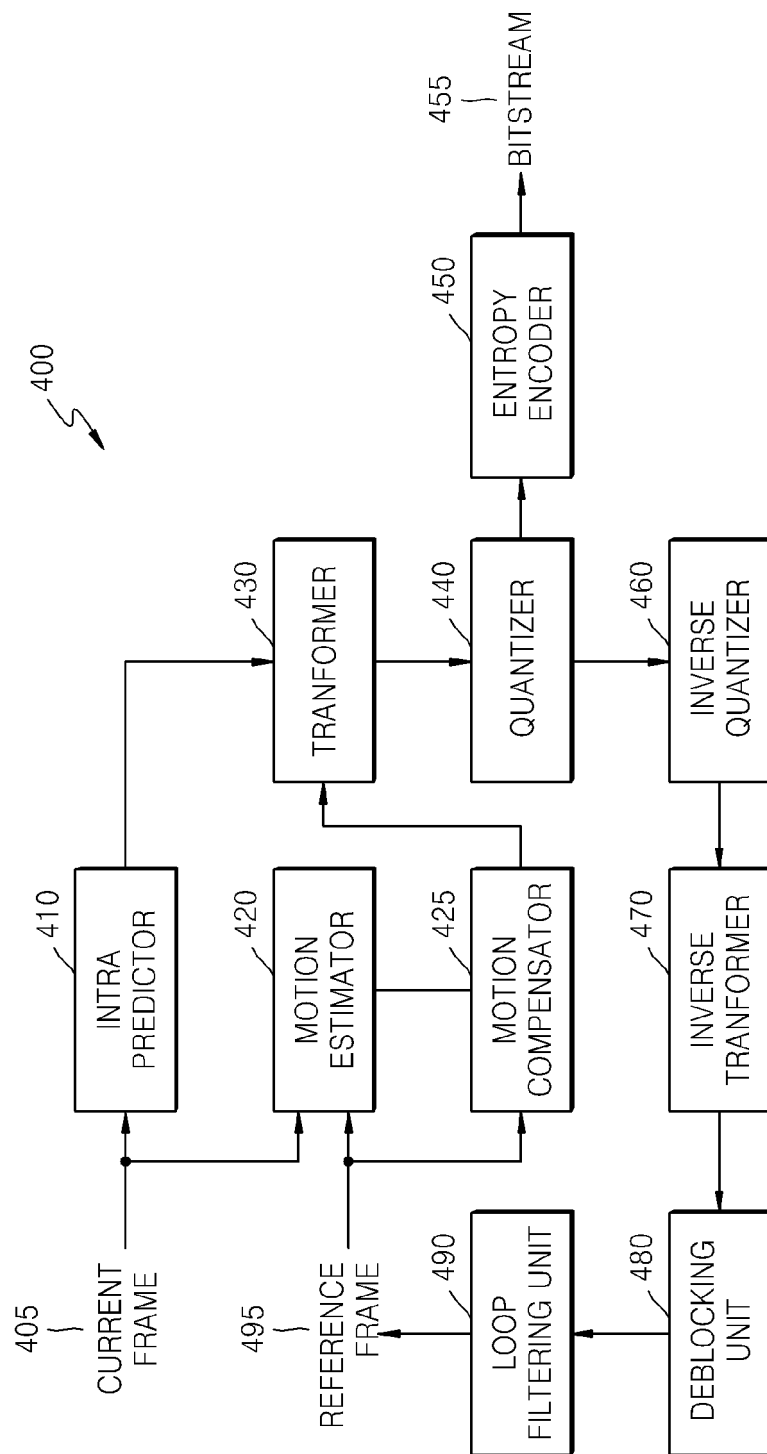 400
405
CURRENT
FRAME
410
INTRA
PREDICTOR
495
REFERENCE
FRAME
420
MOTION
ESTIMATOR
430
TRANFORMER
490
LOOP
FILTERING UNIT
425
MOTION
COMPENSATOR
440
QUANTIZER
450
ENTROPY
ENCODER
455
BITSTREAM
480
DEBLOCKING
UNIT
470
INVERSE
TRANFORMER
460
INVERSE
QUANTIZER